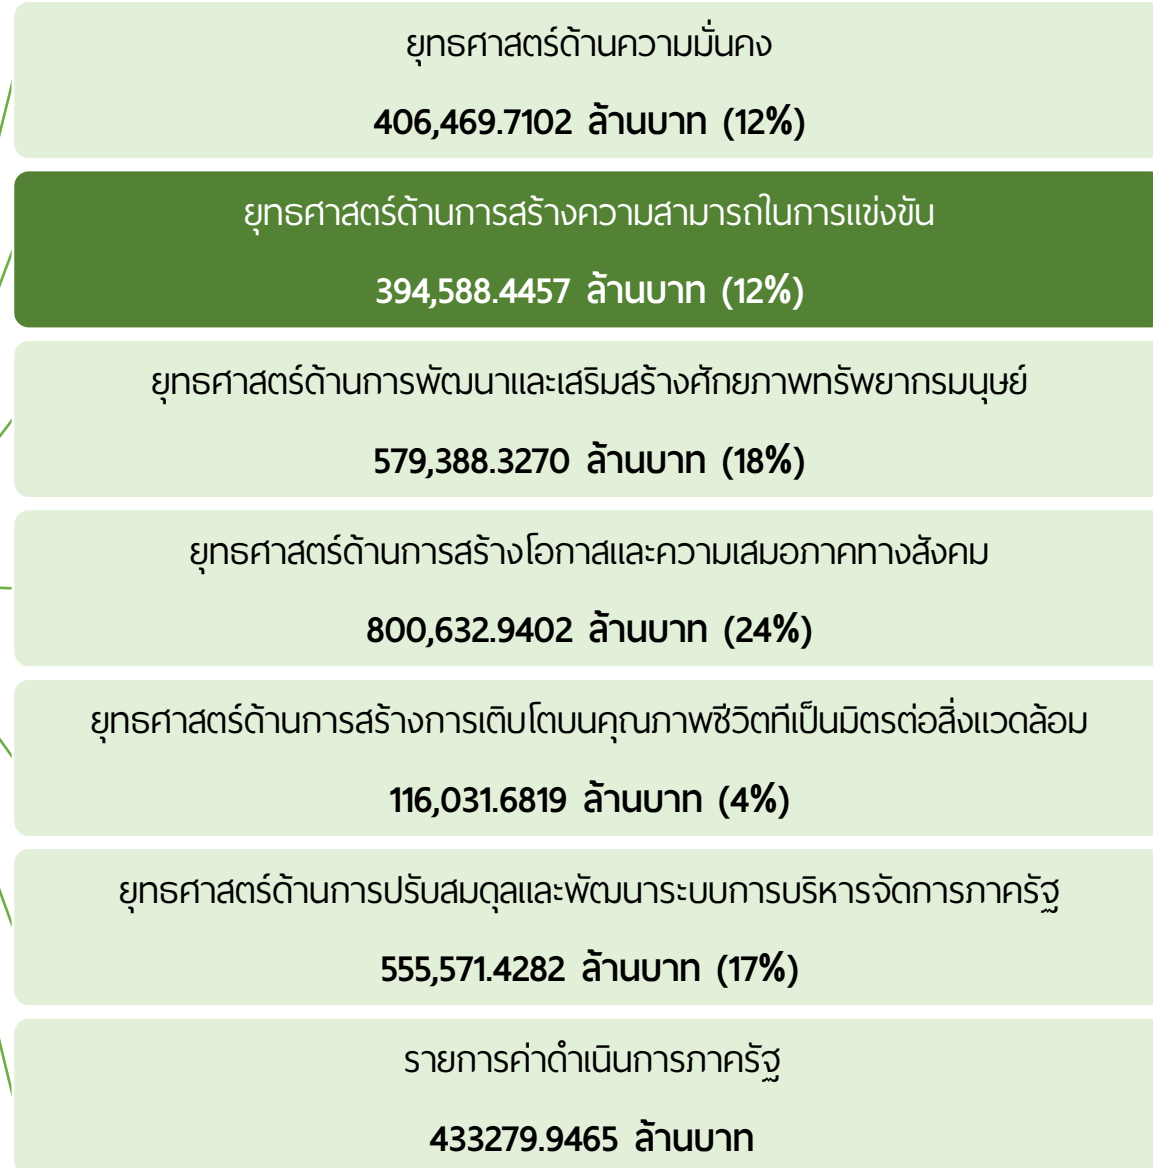 ยุทธศาสตร์ด้านความมั่นคง
406,469.7102 ล้านบาท (12%)
ยุทธศาสตร์ด้านการสร้างความสามารถในการแข่งขัน
394,588.4457 ล้านบาท (12%)
ยุทธศาสตร์ด้านการพัฒนาและเสริมสร้างศักยภาพทรัพยากรมนุษย์
579,388.3270 ล้านบาท (18%)
ยุทธศาสตร์ด้านการสร้างโอกาสและความเสมอภาคทางสังคม
800,632.9402 ล้านบาท (24%)
ยุทธศาสตร์ด้านการสร้างการเติบโตบนคุณภาพชีวิตทีเป็นมิตรต่อสิ่งแวดล้อม
116,031.6819 ล้านบาท (4%)
ยุทธศาสตร์ด้านการปรับสมดุลและพัฒนาระบบการบริหารจัดการภาครัฐ
555,571.4282 ล้านบาท (17%)
รายการค่าดำเนินการภาครัฐ
433279.9465 ล้านบาท